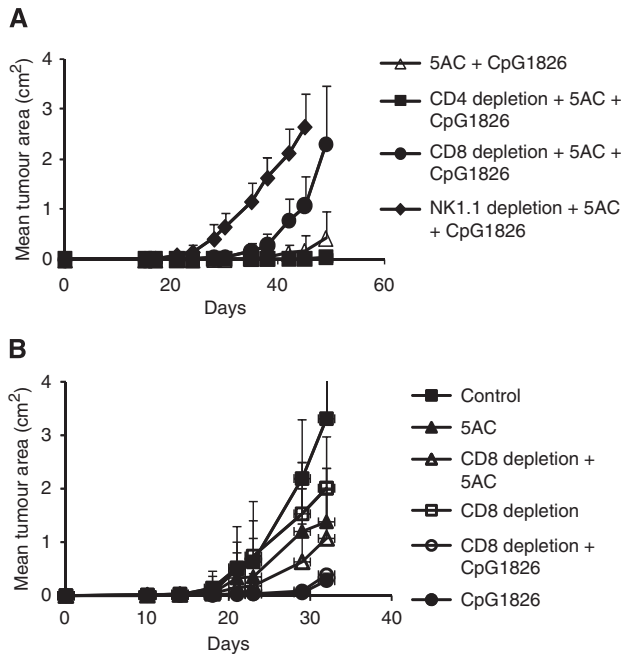 A
Mean tumour area (cm2)
4
3
2
1
0
0
20
40
60
Days
5AC + CpG1826
CD4 depletion + 5AC +
CpG1826
CD8 depletion + 5AC +
CpG1826
NK1.1 depletion + 5AC
+ CpG1826
B
Mean tumour area (cm2)
4
3
2
1
0
0
10
20
30
40
Days
Control
5AC
CD8 depletion +
5AC
CD8 depletion
CD8 depletion +
CpG1826
CpG1826